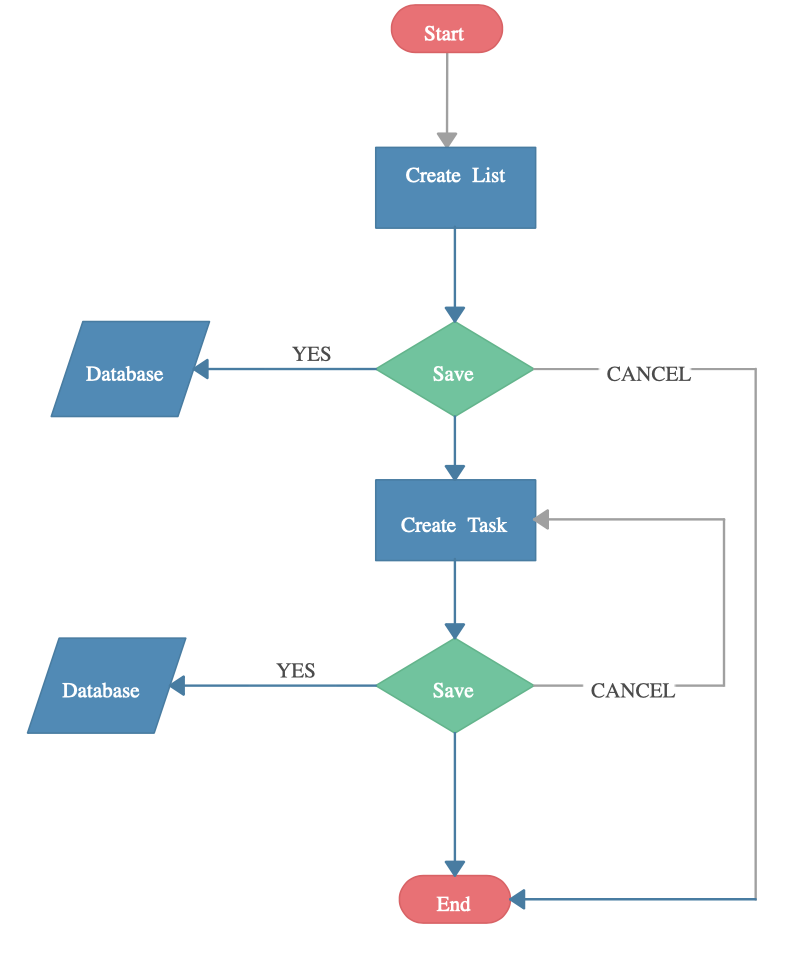 Start
Create List
YES
Database
Save
CANCEL
Create Task
YES
Database
Save
CANCEL
End